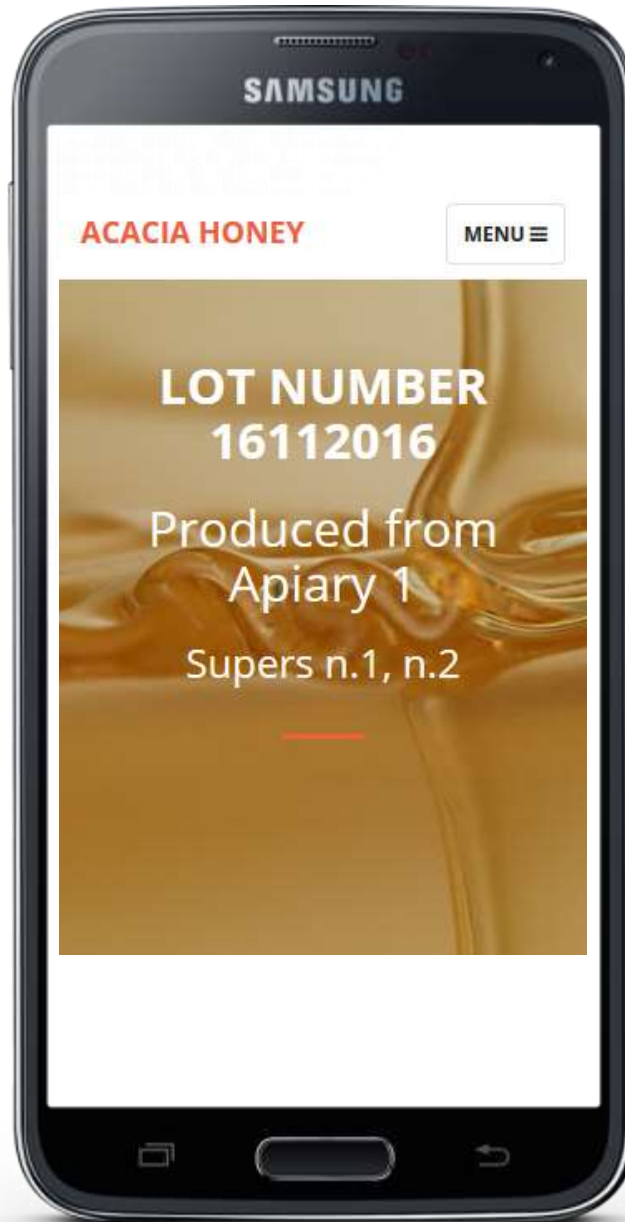 SAMSUNG
ACACIA HONEY
MENU ☰
LOT NUMBER
16112016
Produced from
Apiary 1
Supers n.1, n.2